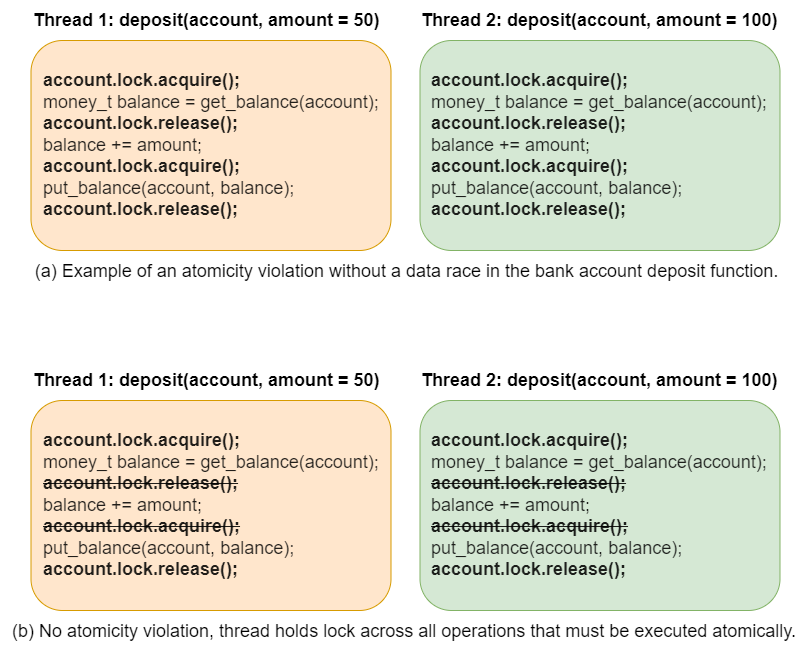 Thread 1: deposit(account, amount = 50)
account.lock.acquire();
money_t balance = get_balance(account);
account.lock.release();
balance += amount;
account.lock.acquire();
put_balance(account, balance);
account.lock.release();
Thread 2: deposit(account, amount = 100)
account.lock.acquire();
money_t balance = get_balance(account);
account.lock.release();
balance += amount;
account.lock.acquire();
put_balance(account, balance);
account.lock.release();
(a) Example of an atomicity violation without a data race in the bank account deposit function.
Thread 1: deposit(account, amount = 50)
account.lock.acquire();
money_t balance = get_balance(account);
account.lock.release();
balance += amount;
account.lock.acquire();
put_balance(account, balance);
account.lock.release();
Thread 2: deposit(account, amount = 100)
account.lock.acquire();
money_t balance = get_balance(account);
account.lock.release();
balance += amount;
account.lock.acquire();
put_balance(account, balance);
account.lock.release();
(b) No atomicity violation, thread holds lock across all operations that must be executed atomically.